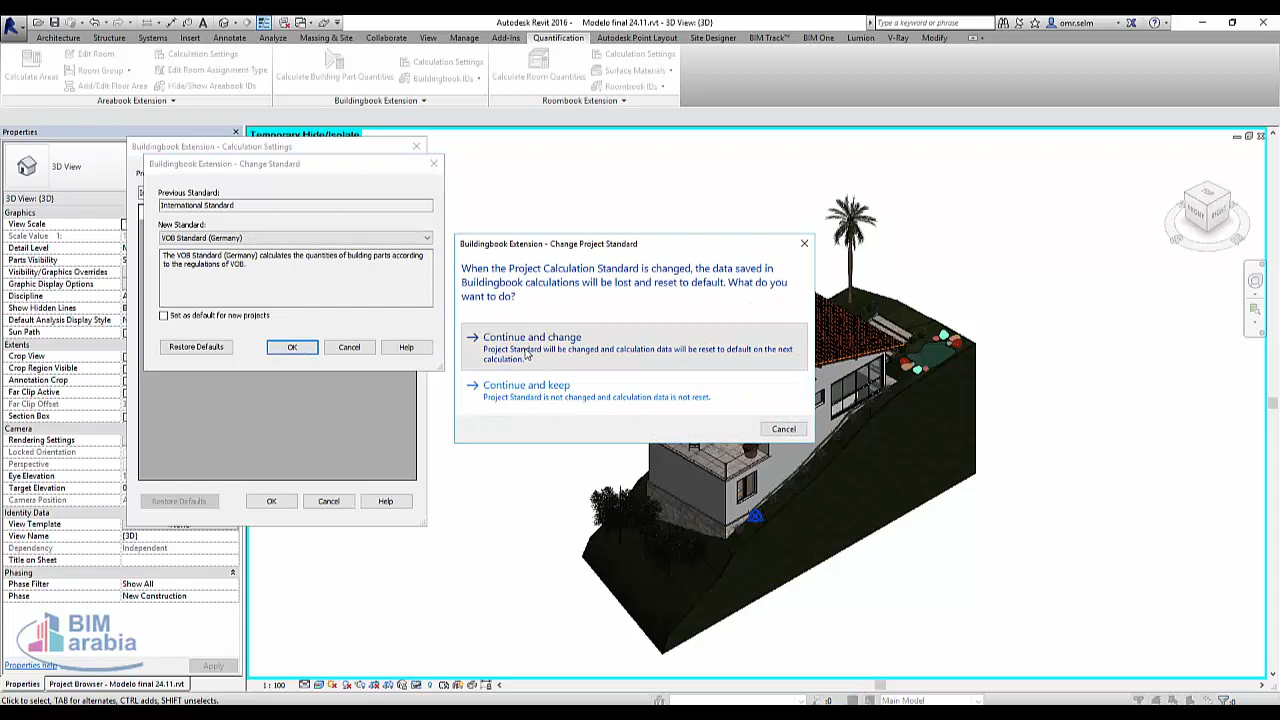 Autodesk Revit 2016 - Modelo final 24.11.rvt - 3D View: {3D}
Type a keyword or phrase
omr.selm
Architecture Structure Systems Insert Annotate Analyze Massing & Site Collaborate View Manage Add-Ins Quantification Autodesk Point Layout Site Designer BIM Track™ BIM One Lumion V-Ray Modify
Calculate Areas
Edit Room
Room Group
Add/Edit Floor Area
Calculation Settings
Edit Room Assignment Type
Hide/Show Areabook IDs
Calculate Building Part Quantities
Calculation Settings
Buildingbook IDs
Calculate Room Quantities
Calculation Settings
Surface Materials
Roombook IDs
Areabook Extension
Buildingbook Extension
Roombook Extension
Properties
3D View
3D View: {3D}
Graphics
View Scale
Scale Value 1:
Detail Level
Parts Visibility
Visibility/Graphics Overrides
Graphic Display Options
Discipline
Show Hidden Lines
Default Analysis Display Style
Sun Path
Extents
Crop View
Crop Region Visible
Annotation Crop
Far Clip Active
Far Clip Offset
Section Box
Camera
Rendering Settings
Locked Orientation
Perspective
Eye Elevation
Target Elevation
Camera Position
Identity Data
View Template
View Name {3D}
Dependency Independent
Title on Sheet
Phasing
Phase Filter Show All
Phase New Construction
BIM
arabia
Properties help
Apply
Properties
Project Browser - Modelo final 24.11.rvt
Click to select, TAB for alternates, CTRL adds, SHIFT unselects.
Temporary Hide/Isolate
Buildingbook Extension - Calculation Settings
Buildingbook Extension - Change Standard
Previous Standard:
International Standard
New Standard:
VOB Standard (Germany)
The VOB Standard (Germany) calculates the quantities of building parts according
to the regulations of VOB.
Set as default for new projects
Restore Defaults OK Cancel Help
Restore Defaults OK Cancel Help
Buildingbook Extension - Change Project Standard
When the Project Calculation Standard is changed, the data saved in
Buildingbook calculations will be lost and reset to default. What do you
want to do?
Continue and change
Project Standard will be changed and calculation data will be reset to default on the next
calculation.
Continue and keep
Project Standard is not changed and calculation data is not reset.
Cancel
TOP
FRONT
RIGHT
1 : 100
:0
Main Model
:0